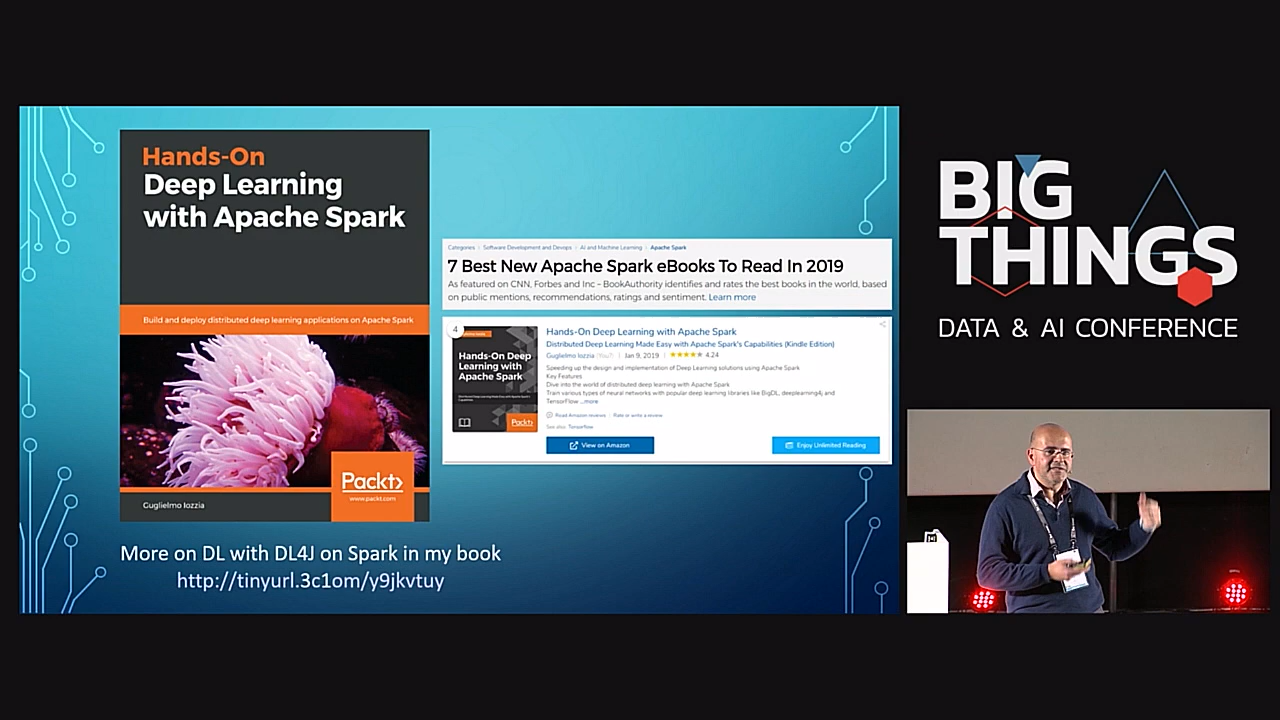 Hands-On
Deep Learning
with Apache Spark
Build and deploy distributed deep learning applications on Apache Spark
Packt>
www.packt.com
Guglielmo Iozzia
More on DL with DL4J on Spark in my book
http://tinyurl.3c1om/y9jkvtuy
Categories | Software Development and Devops | AI and Machine Learning | Apache Spark
7 Best New Apache Spark eBooks To Read In 2019
As featured on CNN, Forbes and Inc – BookAuthority identifies and rates the best books in the world, based
on public mentions, recommendations, ratings and sentiment. Learn more
4
Hands-On Deep
Learning with
Apache Spark
Packt>
Hands-On Deep Learning with Apache Spark
Distributed Deep Learning Made Easy with Apache Spark's Capabilities (Kindle Edition)
Guglielmo Iozzia (You?) | Jan 9, 2019 | 4.24
Speeding up the design and implementation of Deep Learning solutions using Apache Spark
Key Features
Dive into the world of distributed deep learning with Apache Spark
Train various types of neural networks with popular deep learning libraries like BigDL, deeplearning4j and
TensorFlow ...more
Read Amazon reviews | Rate or write a review
See also: Tensorflow
View on Amazon
Enjoy Unlimited Reading
BIG
THINGS
DATA & AI CONFERENCE